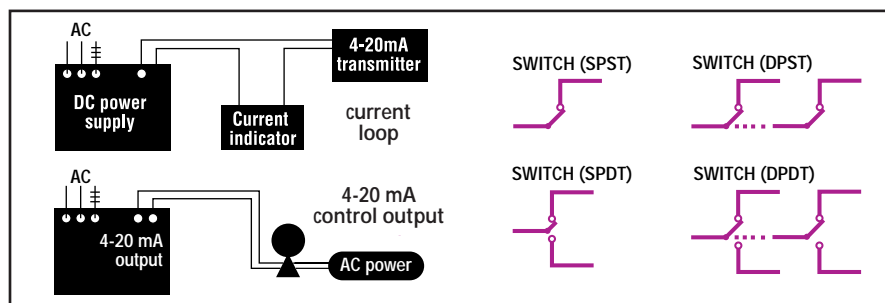 AC
DC power
supply
4-20mA
transmitter
Current
indicator
current
loop
AC
4-20 mA
output
4-20 mA
control output
AC power
SWITCH (SPST)
SWITCH (DPST)
SWITCH (SPDT)
SWITCH (DPDT)